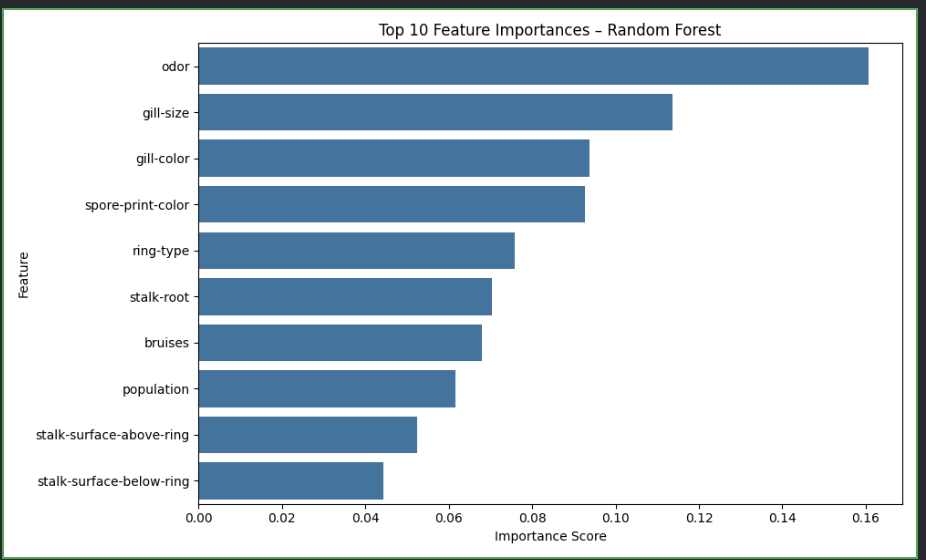 Top 10 Feature Importances – Random Forest
Feature
odor
gill-size
gill-color
spore-print-color
ring-type
stalk-root
bruises
population
stalk-surface-above-ring
stalk-surface-below-ring
0.00 0.02 0.04 0.06 0.08 0.10 0.12 0.14 0.16
Importance Score